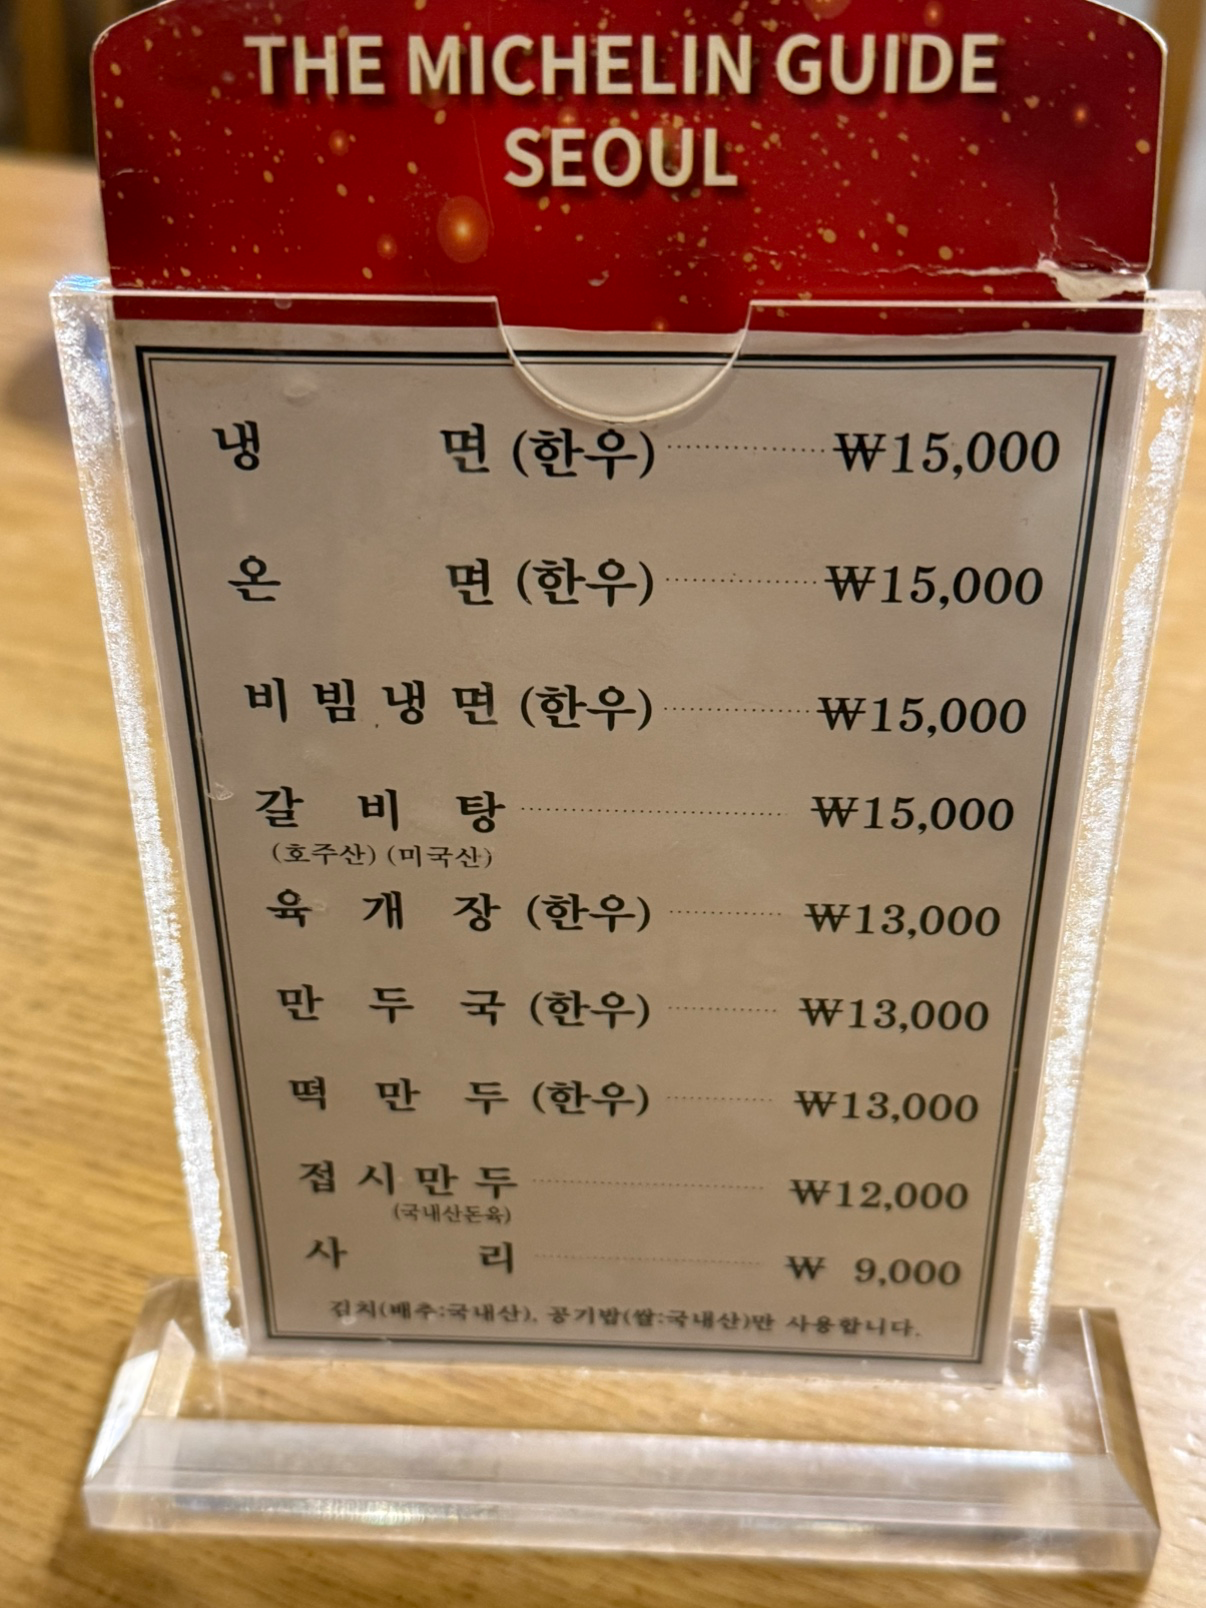 THE MICHELIN GUIDE
SEOUL
냉 면 (한우) ₩15,000
온 면 (한우) ₩15,000
비빔냉면 (한우) ₩15,000
갈 비 탕 ₩15,000
(호주산) (미국산)
육 개 장 (한우) ₩13,000
만 두 국 (한우) ₩13,000
떡 만 두 (한우) ₩13,000
접시만두 ₩12,000
(국내산돈육)
사 리 ₩ 9,000
김치(배추:국내산), 공기밥(쌀:국내산)만 사용합니다.